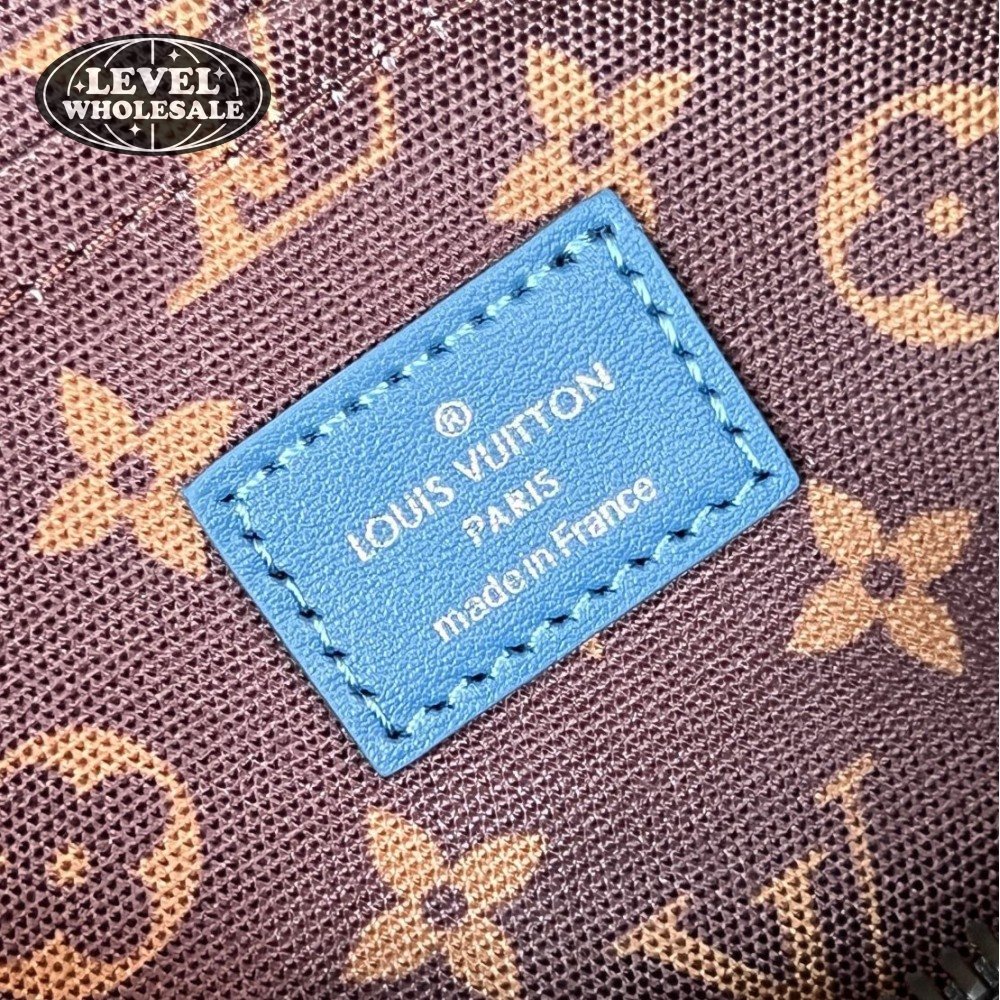 LEVEL
WHOLESALE
®
LOUIS VUITTON
PARIS
made in France